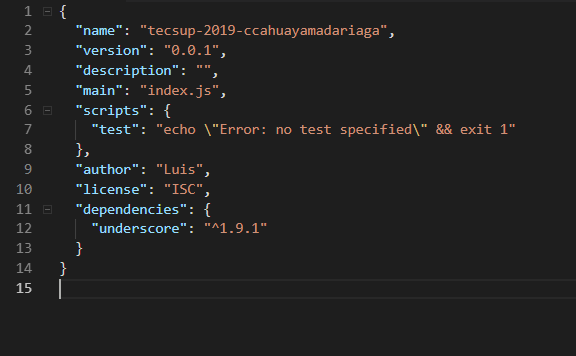 1 {
2 "name": "tecsup-2019-ccahuayamadariaga",
3 "version": "0.0.1",
4 "description": "",
5 "main": "index.js",
6 "scripts": {
7 "test": "echo \"Error: no test specified\" && exit 1"
8 },
9 "author": "Luis",
10 "license": "ISC",
11 "dependencies": {
12 "underscore": "^1.9.1"
13 }
14 }
15